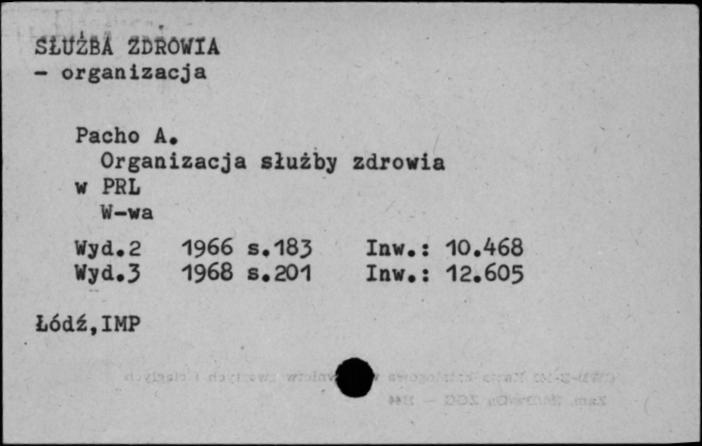 SŁUŻBA ZDROWIA
- organizacja
Pacho A.
Organizacja służby zdrowia
w PRL
W-wa
Wyd.2 1966 s.183 Inw.: 10.468
Wyd.3 1968 s.201 Inw.: 12.605
Łódź,IMP